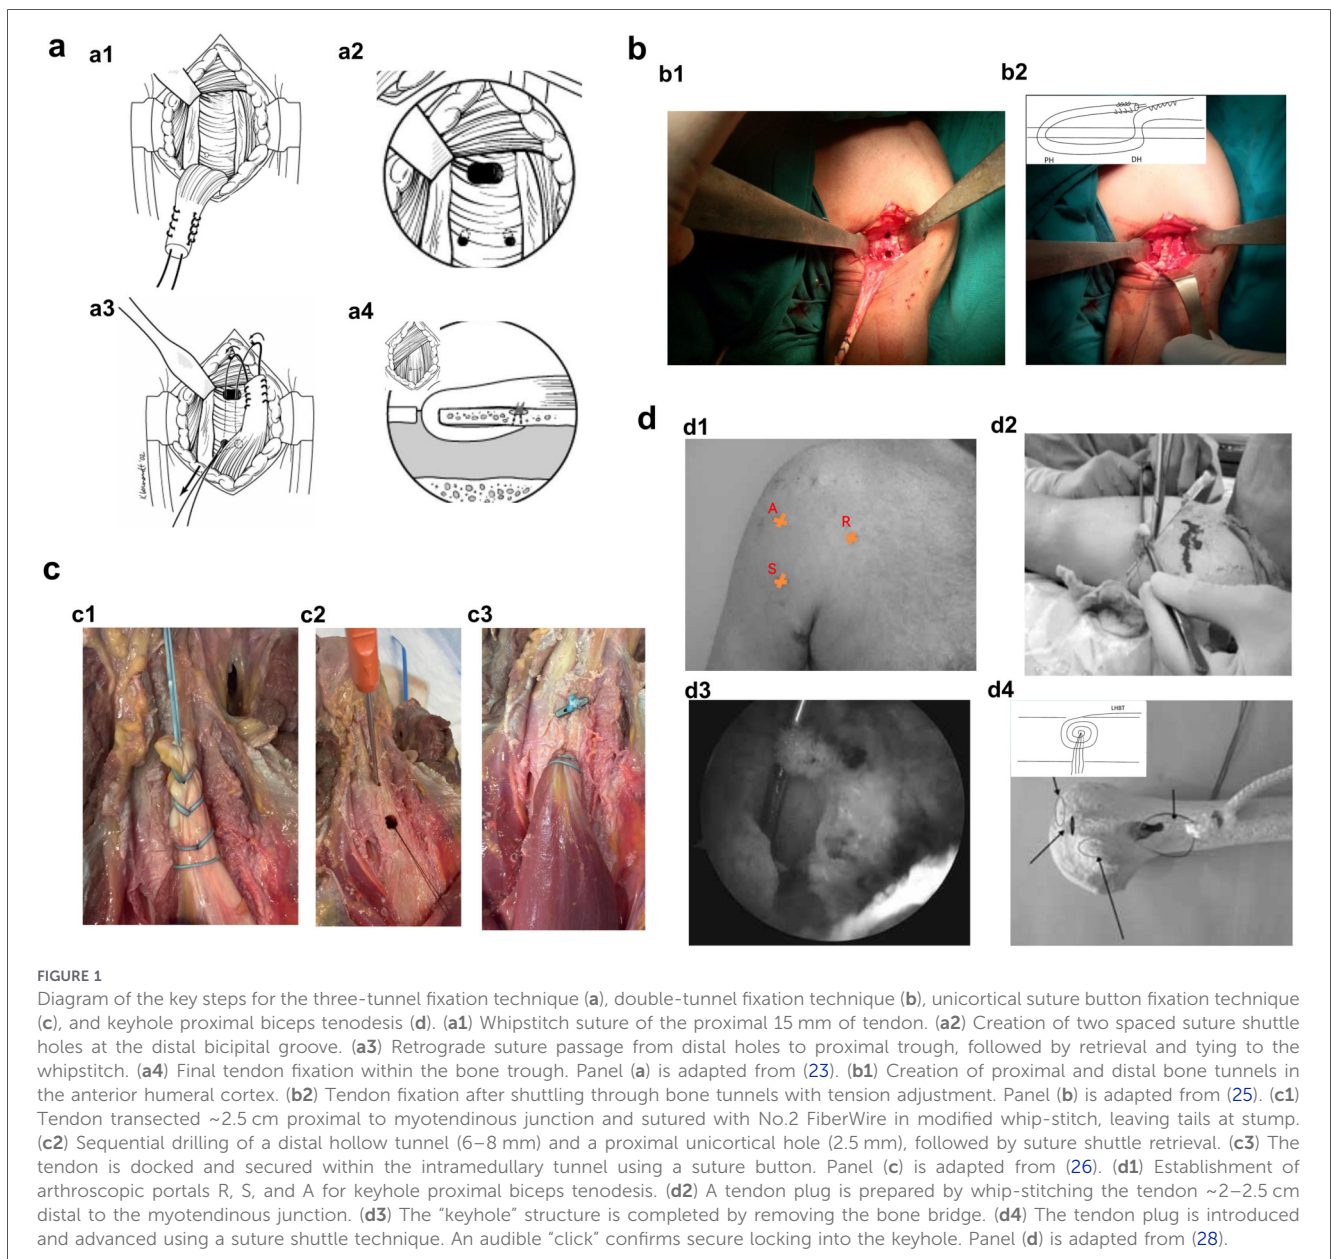 a
a1
a2
b
b1
b2
PH
DH
a3
a4
d
d1
A
R
S
d2
c
c1
c2
c3
d3
d4
LHBT
FIGURE 1
Diagram of the key steps for the three-tunnel fixation technique (a), double-tunnel fixation technique (b), unicortical suture button fixation technique
(c), and keyhole proximal biceps tenodesis (d). (a1) Whipstitch suture of the proximal 15 mm of tendon. (a2) Creation of two spaced suture shuttle
holes at the distal bicipital groove. (a3) Retrograde suture passage from distal holes to proximal trough, followed by retrieval and tying to the
whipstitch. (a4) Final tendon fixation within the bone trough. Panel (a) is adapted from (23). (b1) Creation of proximal and distal bone tunnels in
the anterior humeral cortex. (b2) Tendon fixation after shuttling through bone tunnels with tension adjustment. Panel (b) is adapted from (25). (c1)
Tendon transected ~2.5 cm proximal to myotendinous junction and sutured with No.2 FiberWire in modified whip-stitch, leaving tails at stump.
(c2) Sequential drilling of a distal hollow tunnel (6–8 mm) and a proximal unicortical hole (2.5 mm), followed by suture shuttle retrieval. (c3) The
tendon is docked and secured within the intramedullary tunnel using a suture button. Panel (c) is adapted from (26). (d1) Establishment of
arthroscopic portals R, S, and A for keyhole proximal biceps tenodesis. (d2) A tendon plug is prepared by whip-stitching the tendon ~2–2.5 cm
distal to the myotendinous junction. (d3) The “keyhole” structure is completed by removing the bone bridge. (d4) The tendon plug is introduced
and advanced using a suture shuttle technique. An audible “click” confirms secure locking into the keyhole. Panel (d) is adapted from (28).